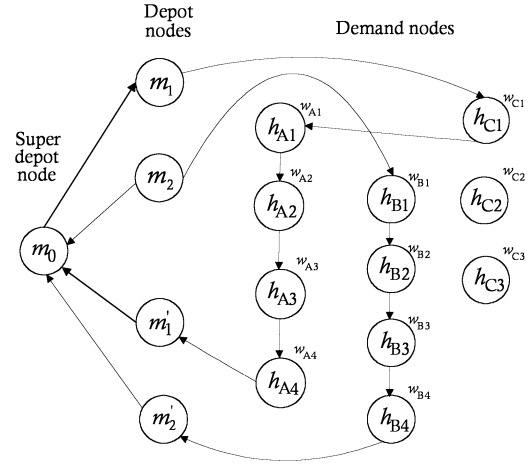 Depot
nodes
Demand nodes
Super
depot
node
m0
m1
m2
m'1
m'2
wA1
hA1
wA2
hA2
wA3
hA3
wA4
hA4
wB1
hB1
wB2
hB2
wB3
hB3
wB4
hB4
wC1
hC1
wC2
hC2
wC3
hC3